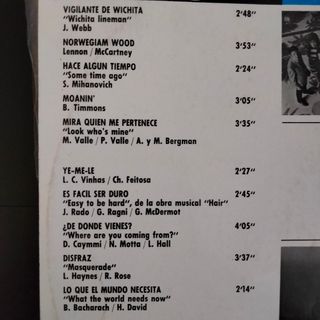 VIGILANTE DE WICHITA 2'48"
"Wichita lineman"
J. Webb
NORWEGIAM WOOD 3'53"
Lennon / McCartney
HACE ALGUN TIEMPO 2'24"
"Some time ago"
S. Mihanovich
MOANIN' 3'05"
B. Timmons
MIRA QUIEN ME PERTENECE 3'35"
"Look who's mine"
M. Valle / P. Valle / A. y M. Bergman
YE-ME-LE 2'27"
L. C. Vinhas / Ch. Feitosa
ES FACIL SER DURO 2'45"
"Easy to be hard", de la obra musical "Hair"
J. Rado / G. Ragni / G. McDermot
¿DE DONDE VIENES? 4'05"
"Where are you coming from?"
D. Caymmi / N. Motta / L. Hall
DISFRAZ 3'37"
"Masquerade"
L. Haynes / R. Rose
LO QUE EL MUNDO NECESITA 2'14"
"What the world needs now"
B. Bacharach / H. David